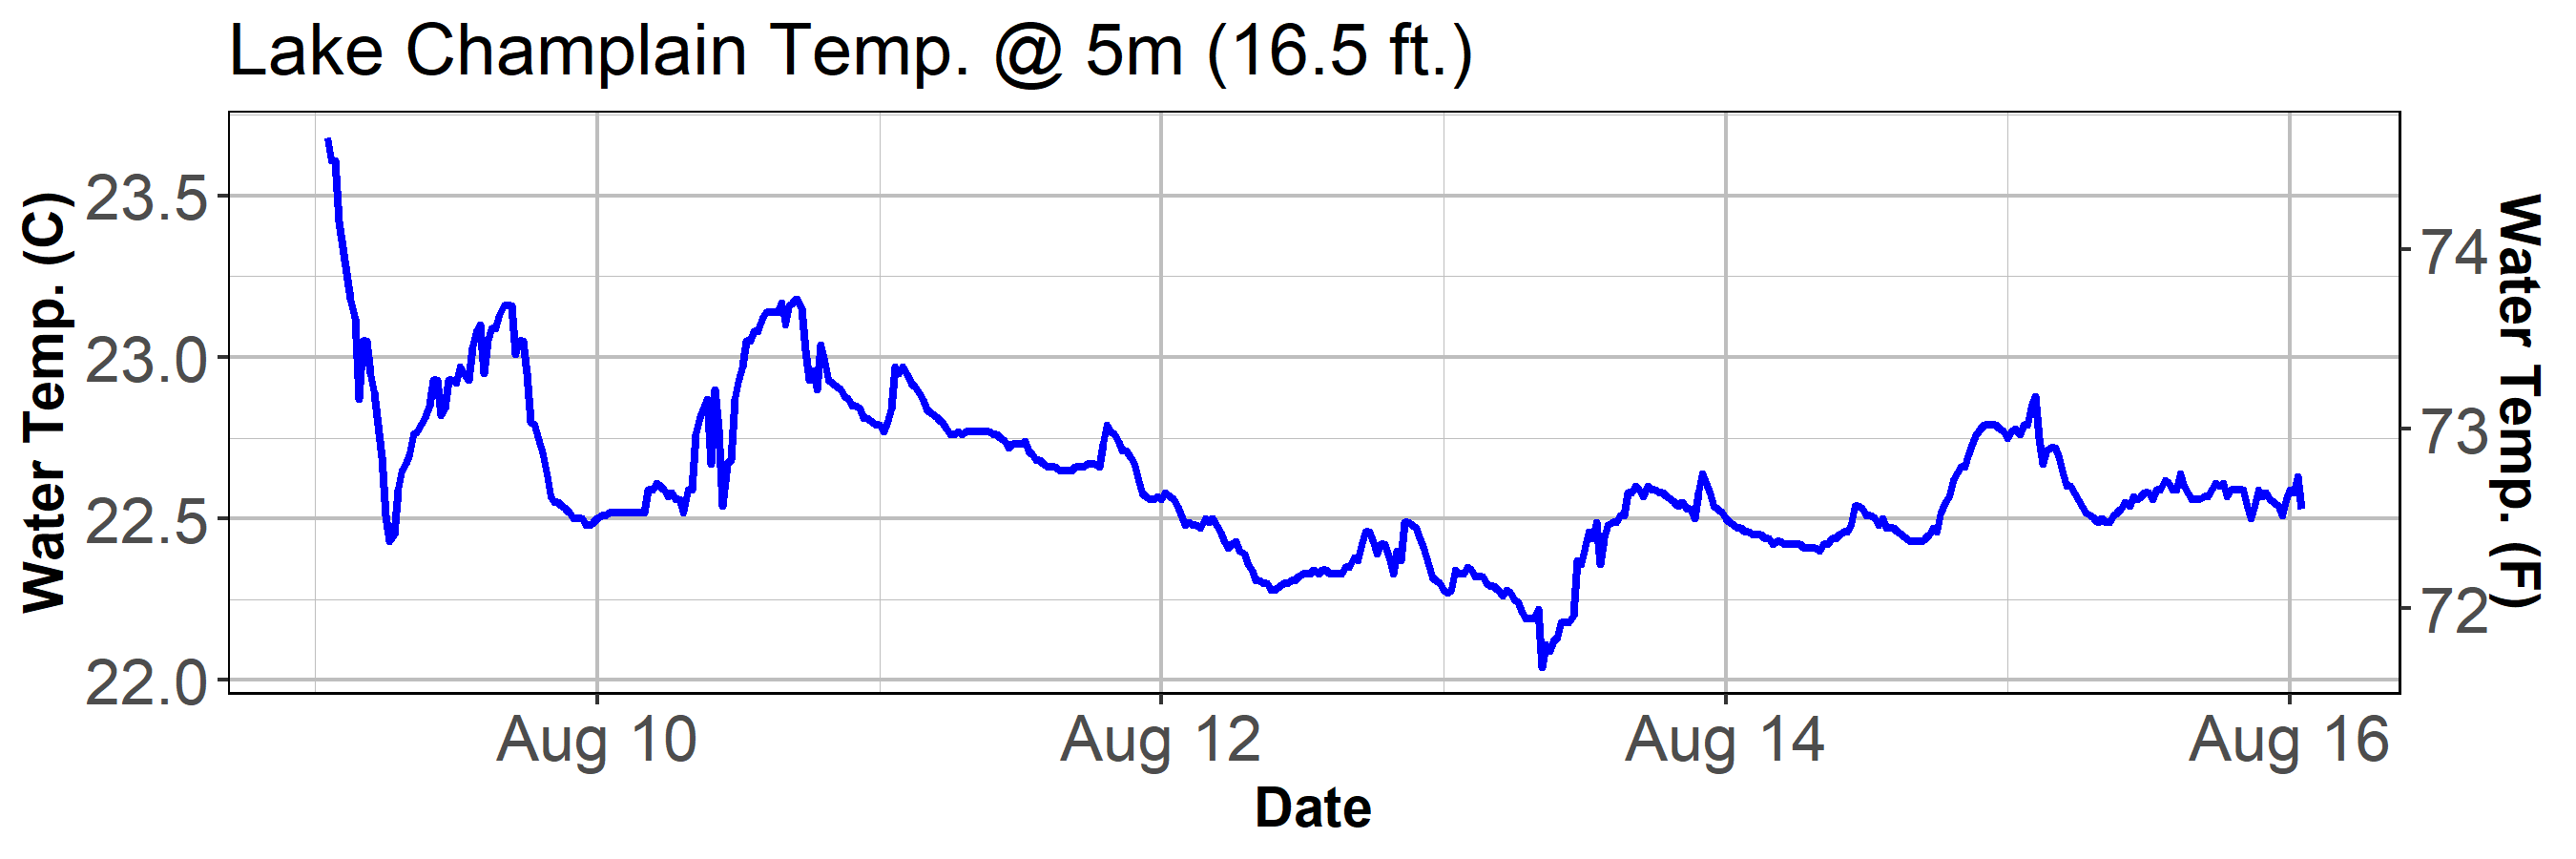 Lake Champlain Temp. @ 5m (16.5 ft.)
Water Temp. (C)
23.5
23.0
22.5
22.0
74
73
72
Water Temp. (F)
Aug 10 Aug 12 Aug 14 Aug 16
Date